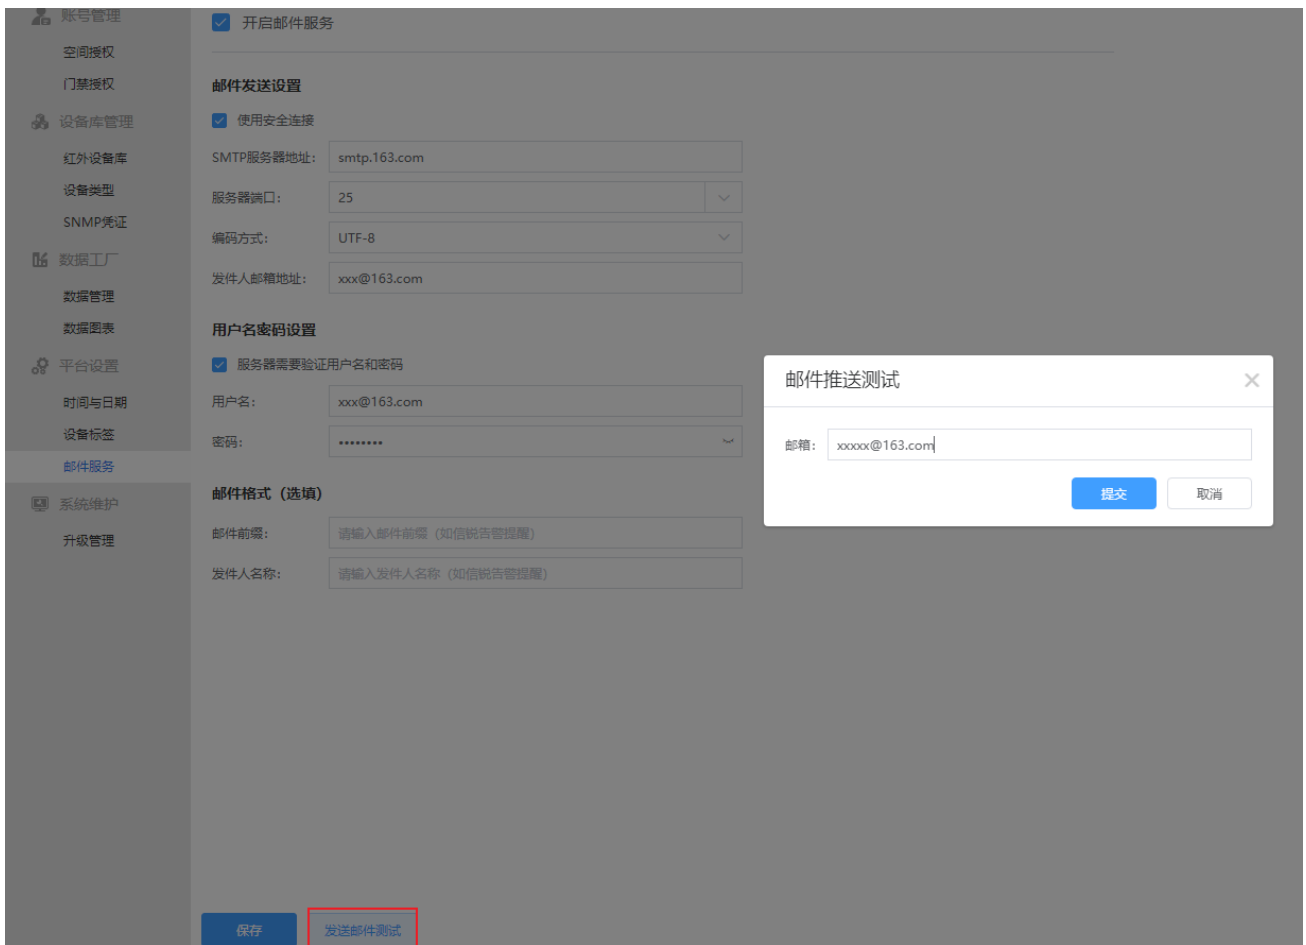 账号管理
空间授权
门禁授权
设备库管理
红外设备库
设备类型
SNMP凭证
数据工厂
数据管理
数据图表
平台设置
时间与日期
设备标签
邮件服务
系统维护
升级管理
开启邮件服务
邮件发送设置
使用安全连接
SMTP服务器地址: smtp.163.com
服务器端口: 25
编码方式: UTF-8
发件人邮箱地址: xxx@163.com
用户名密码设置
服务器需要验证用户名和密码
用户名: xxx@163.com
密码: ••••••••
邮件格式（选填）
邮件前缀: 请输入邮件前缀（如信锐告警提醒）
发件人名称: 请输入发件人名称（如信锐告警提醒）
保存 发送邮件测试
邮件推送测试
邮箱: xxxxx@163.com
提交 取消